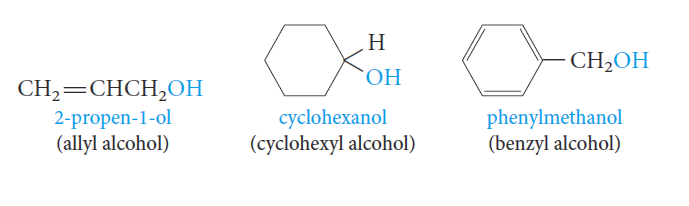 CH₂=CHCH₂OH
2-propen-1-ol
(allyl alcohol)
H
OH
cyclohexanol
(cyclohexyl alcohol)
CH₂OH
phenylmethanol
(benzyl alcohol)